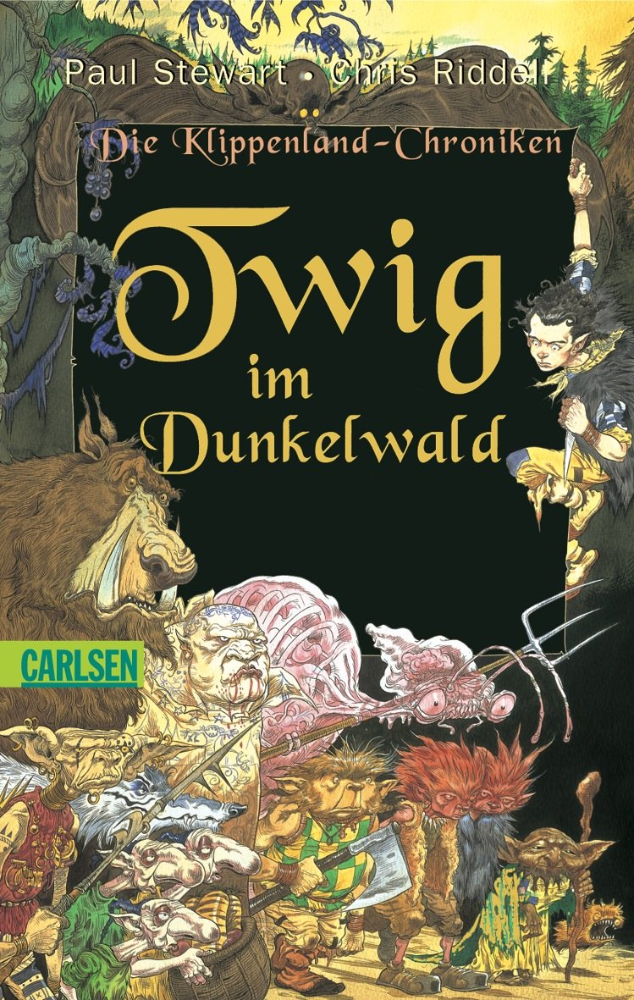 Paul Stewart • Chris Riddell
Die Klippenland-Chroniken
Twig
im
Dunkelwald
CARLSEN